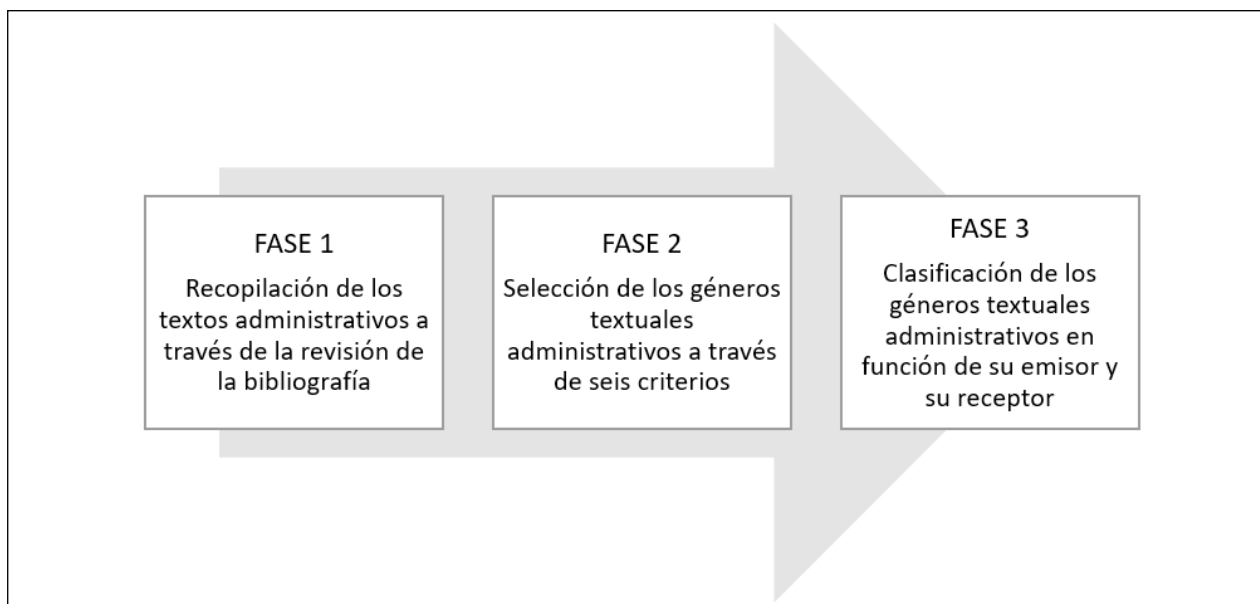 FASE 1
Recopilación de los
textos administrativos a
través de la revisión de
la bibliografía
FASE 2
Selección de los géneros
textuales
administrativos a través
de seis criterios
FASE 3
Clasificación de los
géneros textuales
administrativos en
función de su emisor y
su receptor